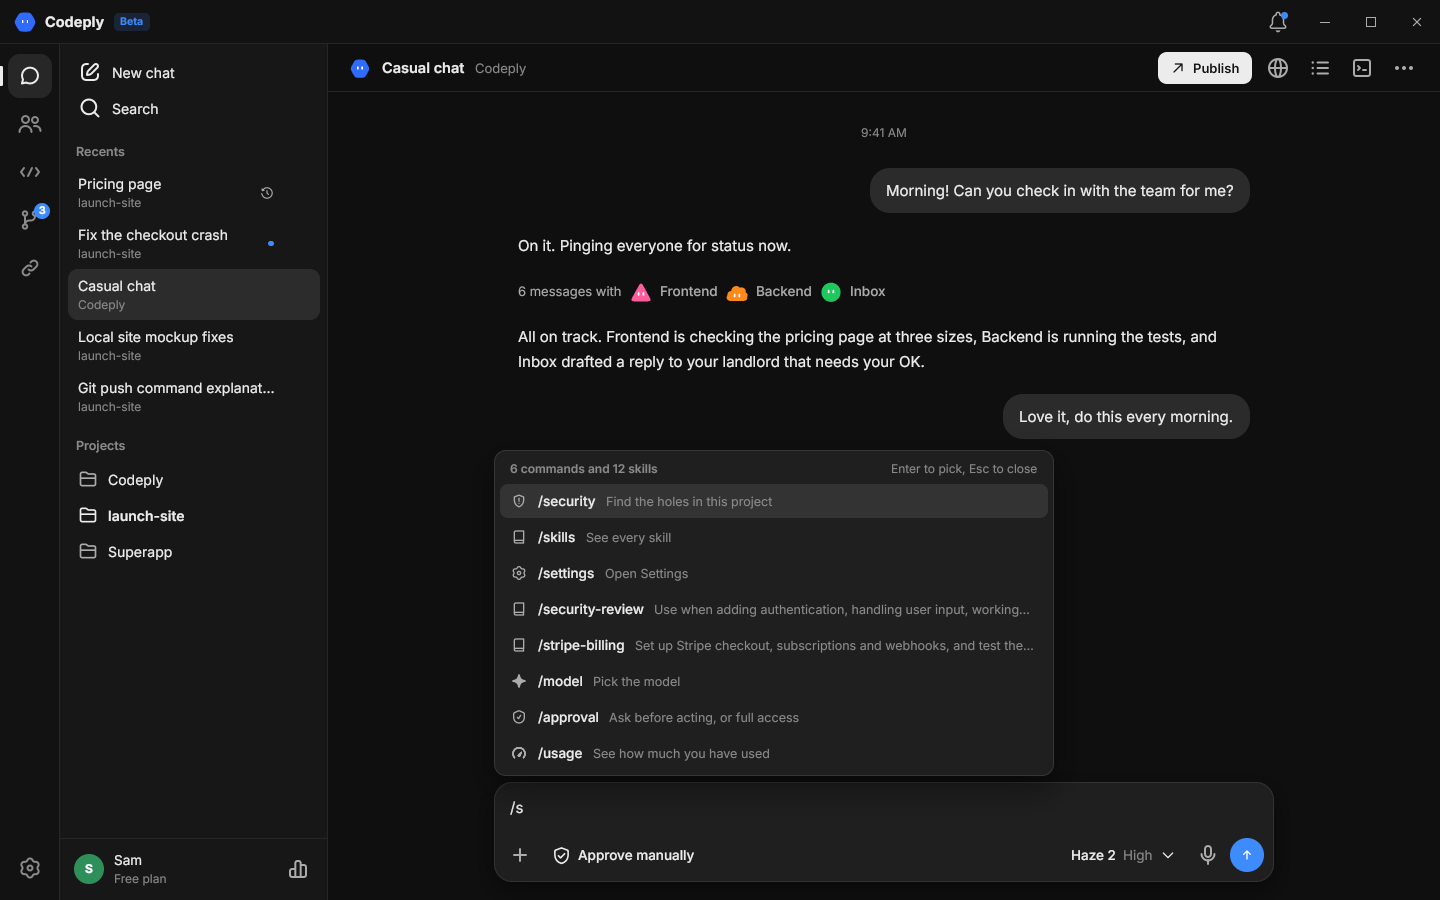 Codeply Beta
New chat
Search
Recents
Pricing page
launch-site
Fix the checkout crash
launch-site
Casual chat
Codeply
Local site mockup fixes
launch-site
Git push command explanat...
launch-site
Projects
Codeply
launch-site
Superapp
3
S
Sam
Free plan
Casual chat Codeply
Publish
9:41 AM
Morning! Can you check in with the team for me?
On it. Pinging everyone for status now.
6 messages with Frontend Backend Inbox
All on track. Frontend is checking the pricing page at three sizes, Backend is running the tests, and
Inbox drafted a reply to your landlord that needs your OK.
Love it, do this every morning.
6 commands and 12 skills Enter to pick, Esc to close
/security Find the holes in this project
/skills See every skill
/settings Open Settings
/security-review Use when adding authentication, handling user input, working...
/stripe-billing Set up Stripe checkout, subscriptions and webhooks, and test the...
/model Pick the model
/approval Ask before acting, or full access
/usage See how much you have used
/s
Approve manually
Haze 2 High